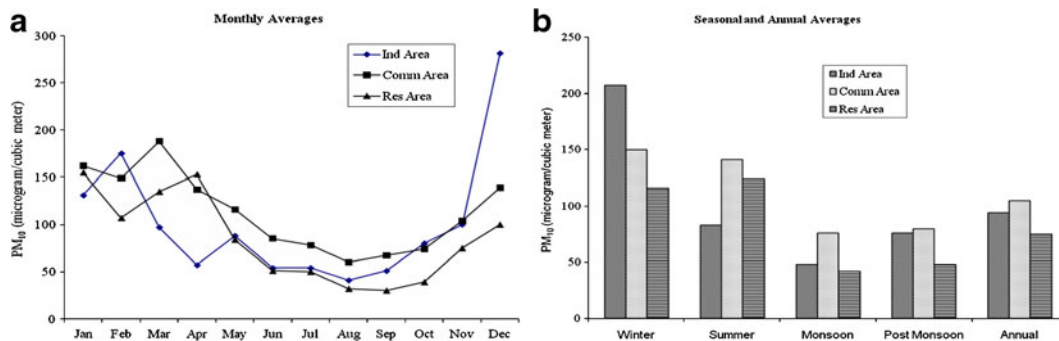 a
Monthly Averages
PM10 (microgram/cubic meter)
300
250
200
150
100
50
0
Ind Area
Comm Area
Res Area
Jan Feb Mar Apr May Jun Jul Aug Sep Oct Nov Dec
b
Seasonal and Annual Averages
PM10 (microgram/cubic meter)
250
200
150
100
50
0
Ind Area
Comm Area
Res Area
Winter Summer Monsoon Post Monsoon Annual